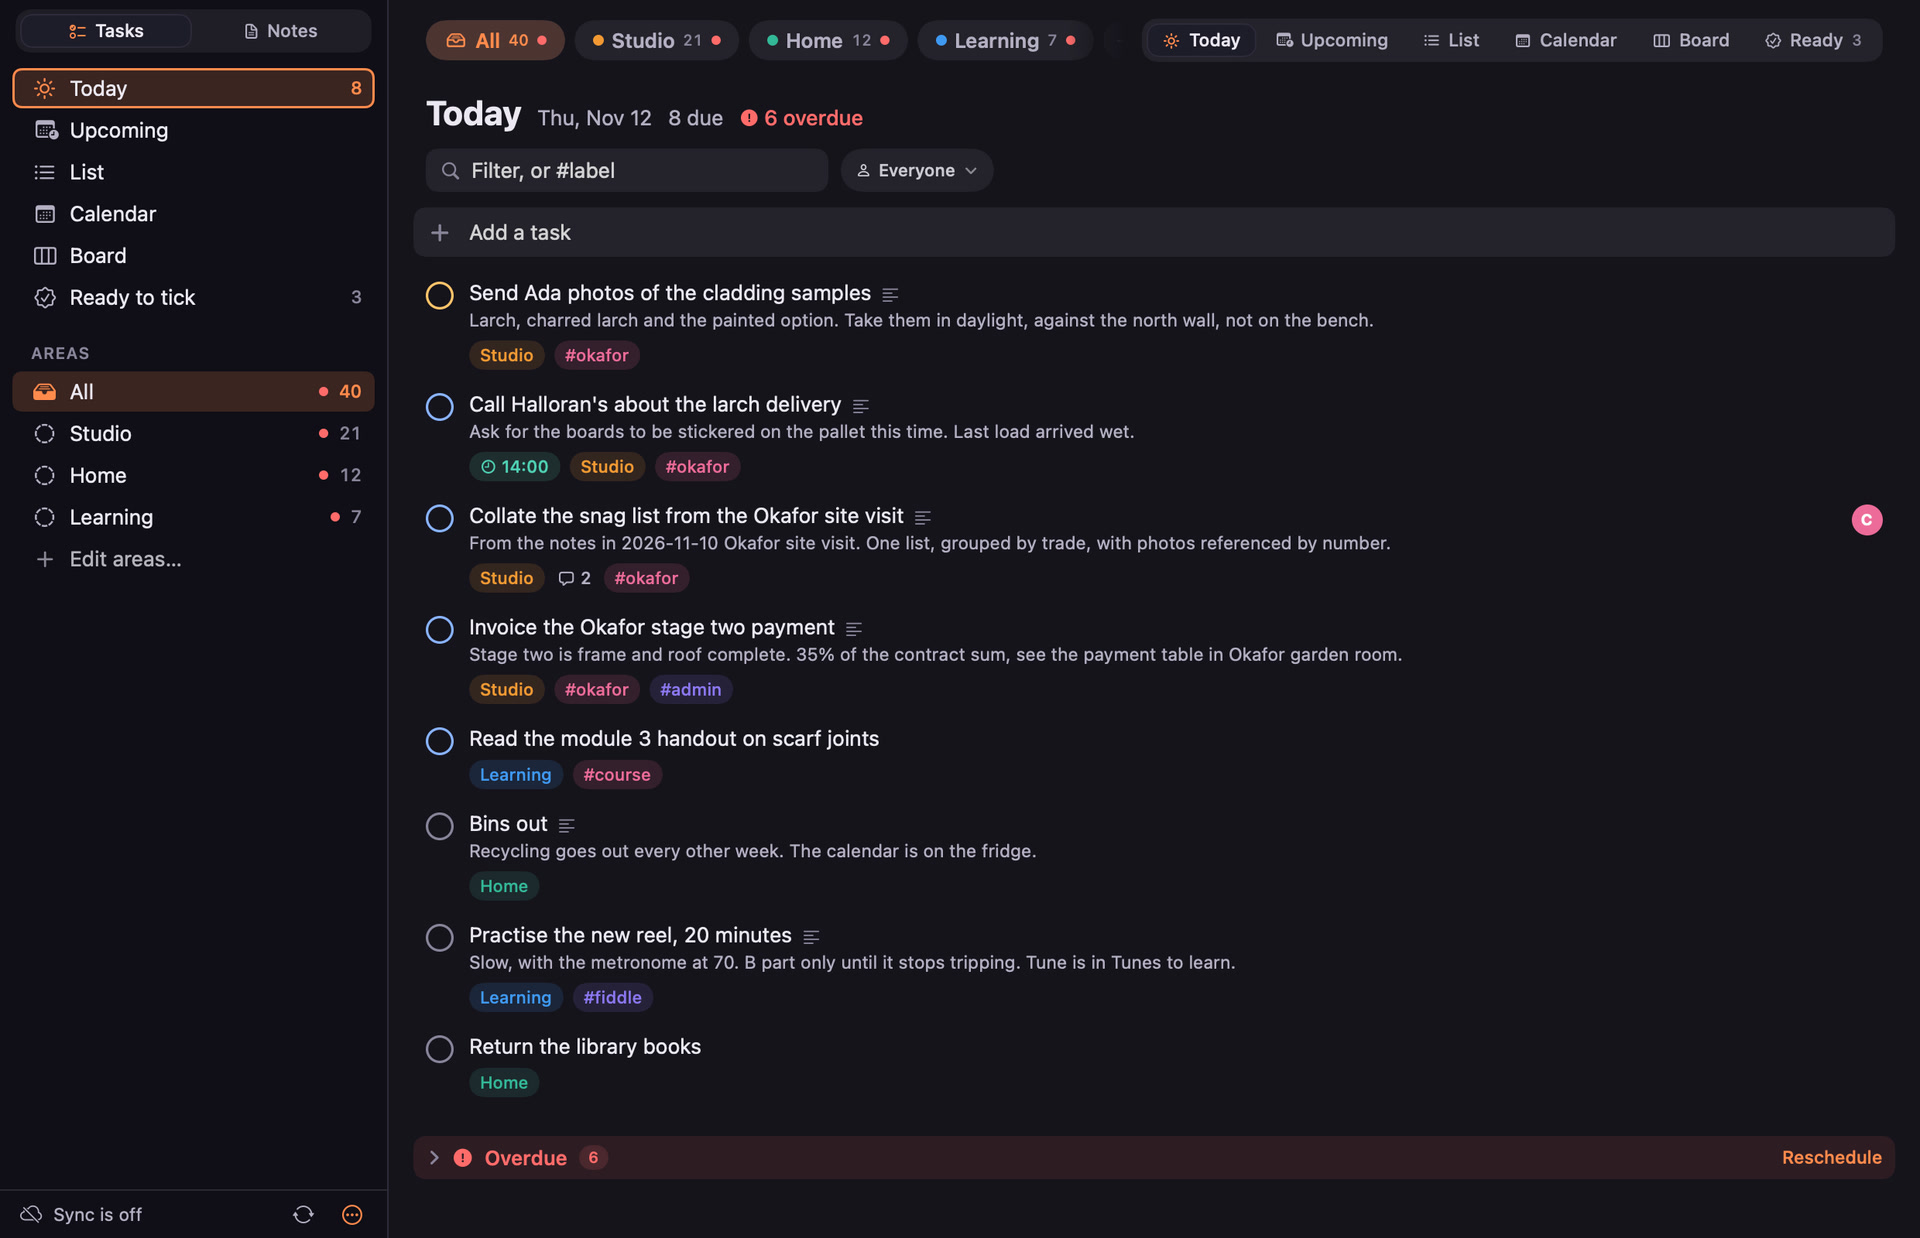 Tasks
Notes
Today 8
Upcoming
List
Calendar
Board
Ready to tick 3
AREAS
All 40
Studio 21
Home 12
Learning 7
Edit areas...
Sync is off
All 40 Studio 21 Home 12 Learning 7
Today Upcoming List Calendar Board Ready 3
Today Thu, Nov 12 8 due 6 overdue
Filter, or #label Everyone
Add a task
Send Ada photos of the cladding samples
Larch, charred larch and the painted option. Take them in daylight, against the north wall, not on the bench.
Studio #okafor
Call Halloran's about the larch delivery
Ask for the boards to be stickered on the pallet this time. Last load arrived wet.
14:00 Studio #okafor
Collate the snag list from the Okafor site visit
C
From the notes in 2026-11-10 Okafor site visit. One list, grouped by trade, with photos referenced by number.
Studio 2 #okafor
Invoice the Okafor stage two payment
Stage two is frame and roof complete. 35% of the contract sum, see the payment table in Okafor garden room.
Studio #okafor #admin
Read the module 3 handout on scarf joints
Learning #course
Bins out
Recycling goes out every other week. The calendar is on the fridge.
Home
Practise the new reel, 20 minutes
Slow, with the metronome at 70. B part only until it stops tripping. Tune is in Tunes to learn.
Learning #fiddle
Return the library books
Home
Overdue 6 Reschedule